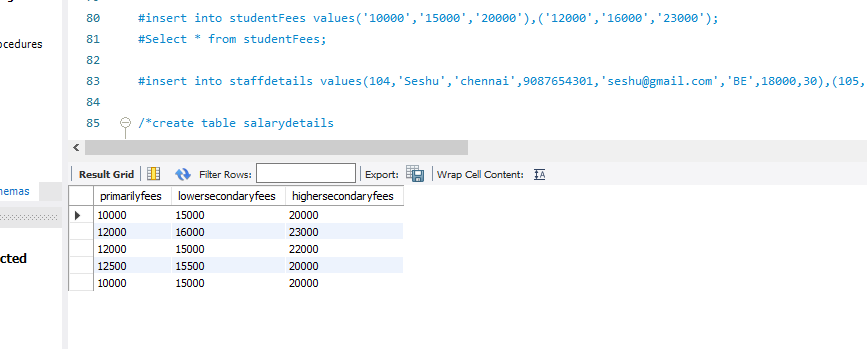 80 #insert into studentFees values('10000','15000','20000'),('12000','16000','23000');
ocedures
81 #Select * from studentFees;
82
83 #insert into staffdetails values(104,'Seshu','chennai',9087654301,'seshu@gmail.com','BE',18000,30),(105,
84
85 /*create table salarydetails
Result Grid Filter Rows: Export: Wrap Cell Content:
hemas
primarilyfees lowersecondaryfees highersecondaryfees
10000 15000 20000
12000 16000 23000
12000 15000 22000
cted
12500 15500 20000
10000 15000 20000